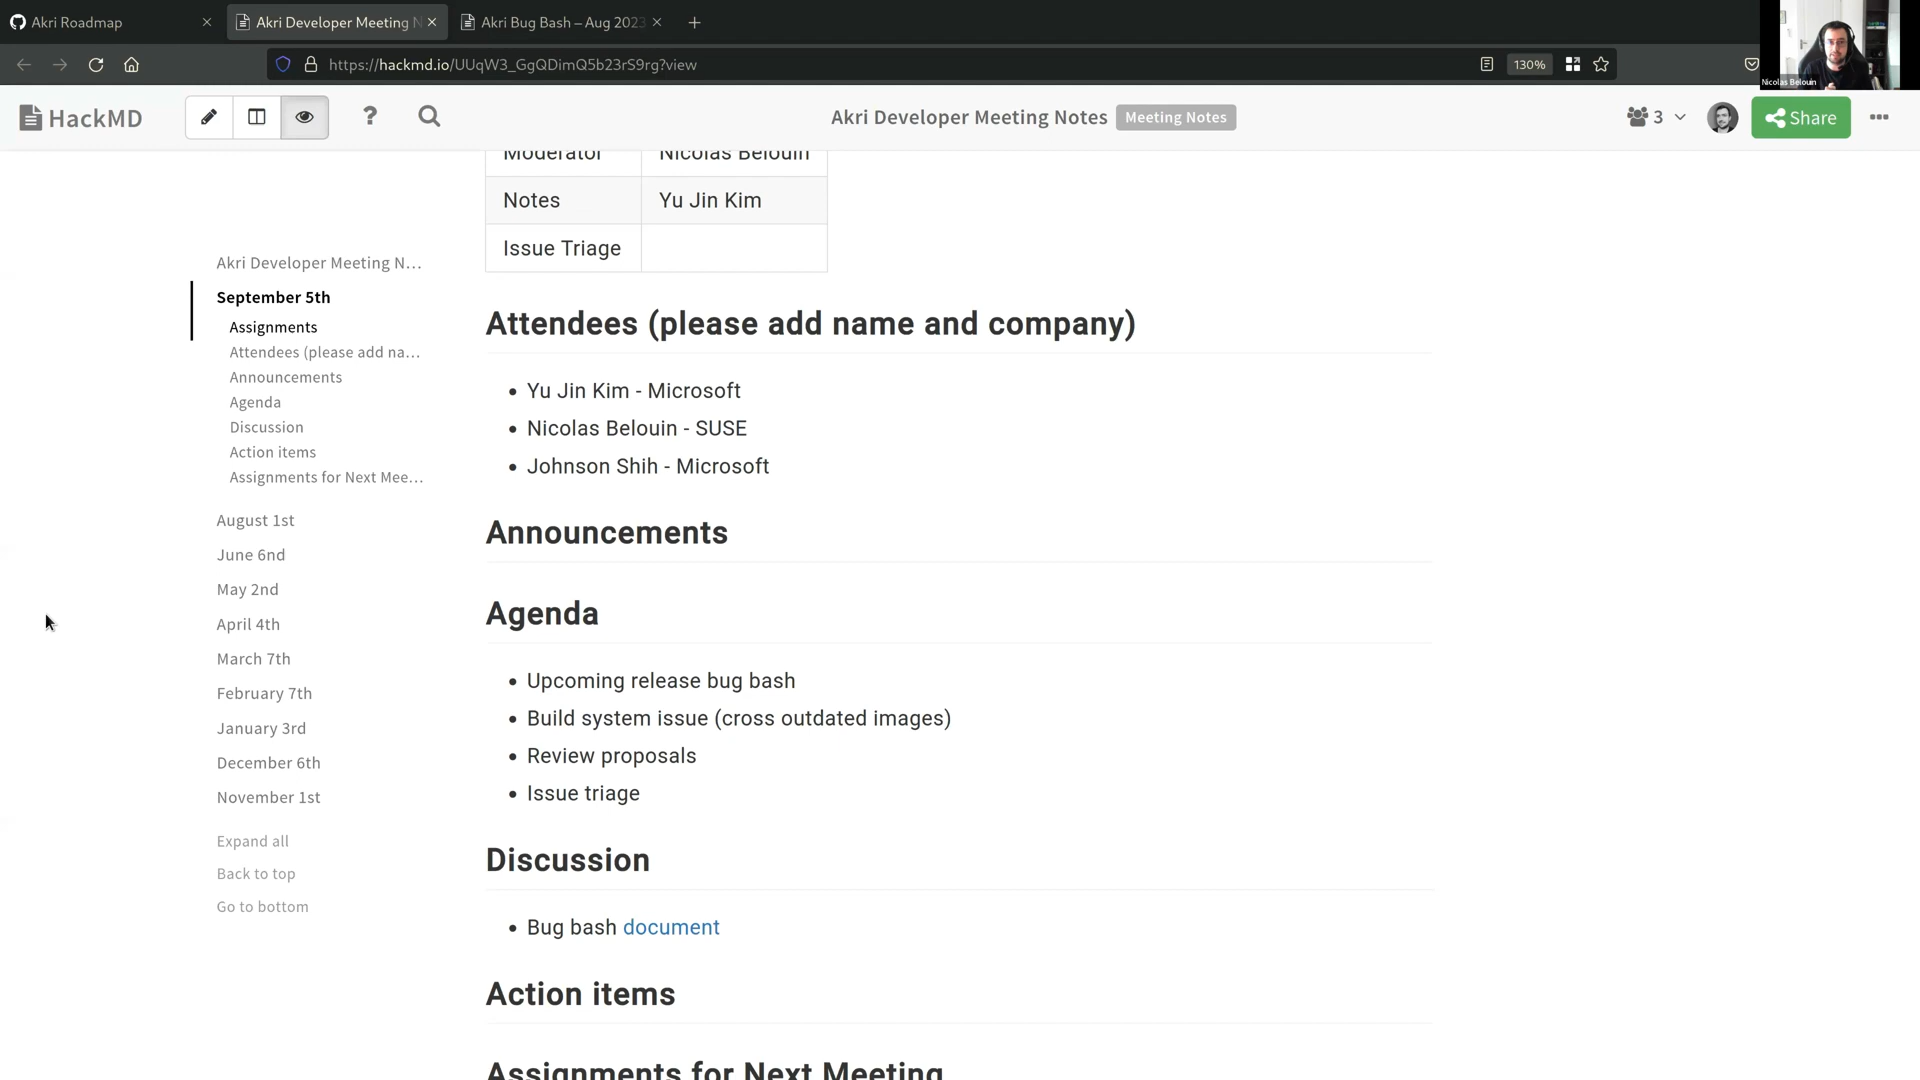 Akri Roadmap
Akri Developer Meeting N
Akri Bug Bash – Aug 2023
https://hackmd.io/UUqW3_GgQDimQ5b23rS9rg?view
130%
Nicolas Belouin
HackMD
?
Akri Developer Meeting Notes
Meeting Notes
3
Share
Moderator
Nicolas Belouin
Notes
Yu Jin Kim
Issue Triage
Akri Developer Meeting N…
September 5th
Assignments
Attendees (please add na…
Announcements
Agenda
Discussion
Action items
Assignments for Next Mee…
August 1st
June 6nd
May 2nd
April 4th
March 7th
February 7th
January 3rd
December 6th
November 1st
Expand all
Back to top
Go to bottom
Attendees (please add name and company)
• Yu Jin Kim - Microsoft
• Nicolas Belouin - SUSE
• Johnson Shih - Microsoft
Announcements
Agenda
• Upcoming release bug bash
• Build system issue (cross outdated images)
• Review proposals
• Issue triage
Discussion
• Bug bash document
Action items
Assignments for Next Meeting